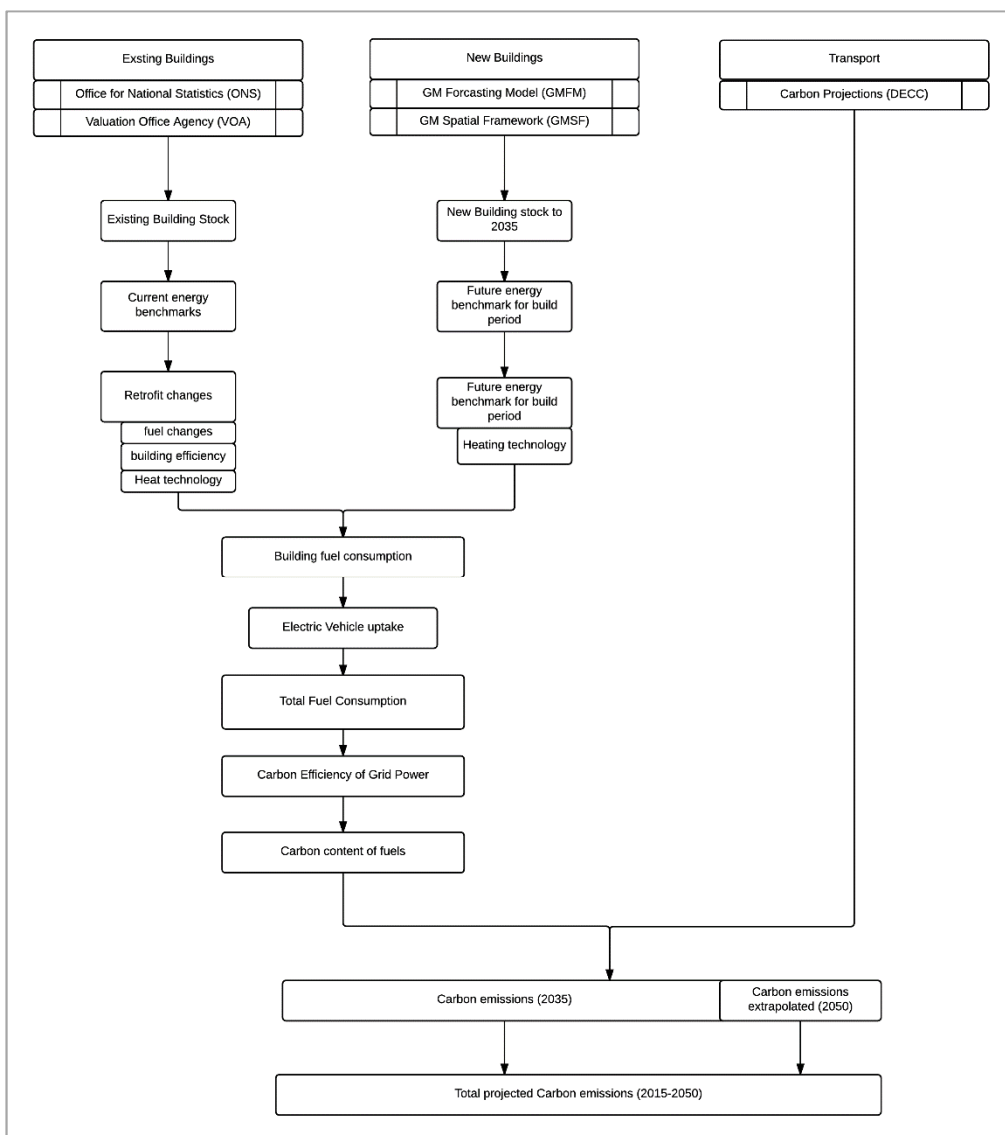 Exsting Buildings
Office for National Statistics (ONS)
Valuation Office Agency (VOA)
New Buildings
GM Forcasting Model (GMFM)
GM Spatial Framework (GMSF)
Transport
Carbon Projections (DECC)
Existing Building Stock
New Building stock to
2035
Current energy
benchmarks
Future energy
benchmark for build
period
Retrofit changes
fuel changes
building efficiency
Heat technology
Future energy
benchmark for build
period
Heating technology
Building fuel consumption
Electric Vehicle uptake
Total Fuel Consumption
Carbon Efficiency of Grid Power
Carbon content of fuels
Carbon emissions (2035)
Carbon emissions
extrapolated (2050)
Total projected Carbon emissions (2015-2050)